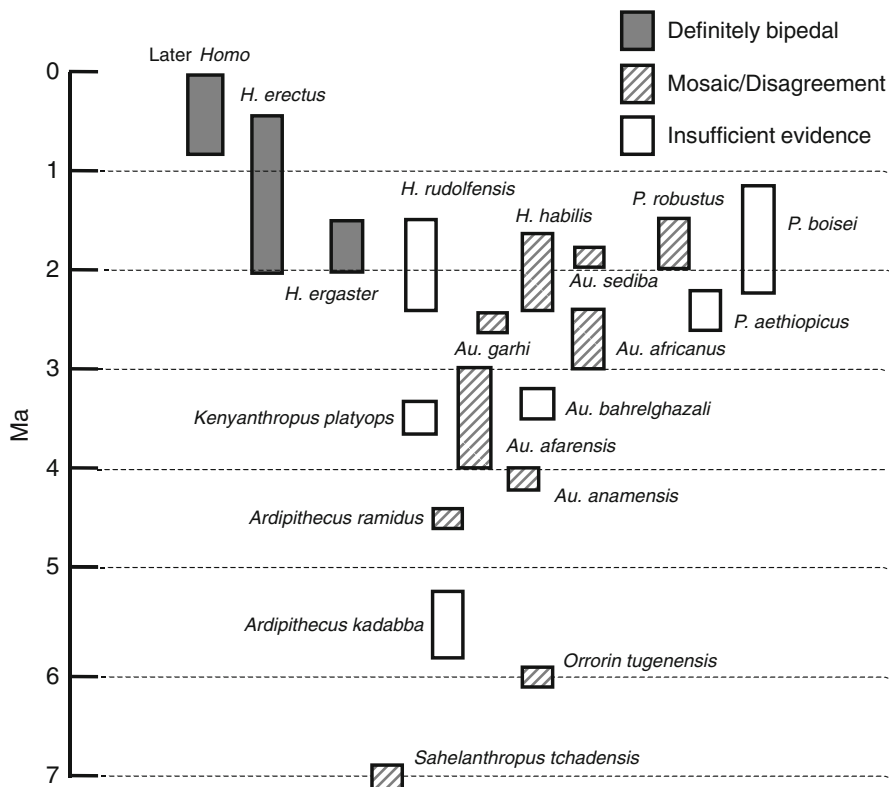 Definitely bipedal
Mosaic/Disagreement
Insufficient evidence
Later Homo
0
H. erectus
1
H. rudolfensis
P. robustus
H. habilis
P. boisei
2
Au. sediba
H. ergaster
P. aethiopicus
Au. garhi
Au. africanus
3
Kenyanthropus platyops
Au. bahrelghazali
Ma
Au. afarensis
4
Au. anamensis
Ardipithecus ramidus
5
Ardipithecus kadabba
Orrorin tugenensis
6
Sahelanthropus tchadensis
7